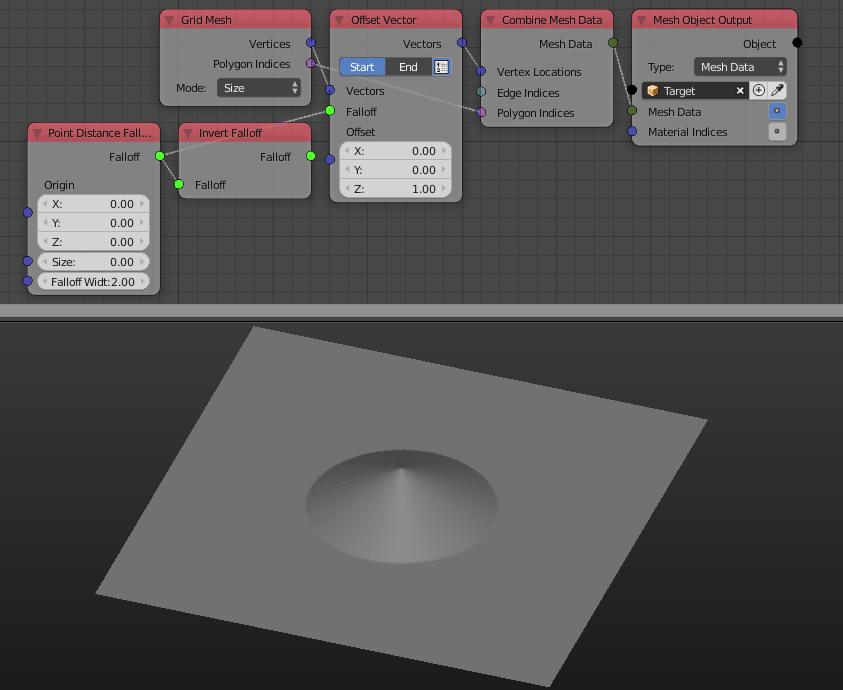 Grid Mesh
Vertices
Polygon Indices
Mode: Size
Offset Vector
Vectors
Start End
Vectors
Falloff
Offset
X: 0.00
Y: 0.00
Z: 1.00
Combine Mesh Data
Mesh Data
Vertex Locations
Edge Indices
Polygon Indices
Mesh Object Output
Object
Type: Mesh Data
Target
Mesh Data
Material Indices
Point Distance Fall...
Falloff
Origin
X: 0.00
Y: 0.00
Z: 0.00
Size: 0.00
Falloff Widt:2.00
Invert Falloff
Falloff
Falloff